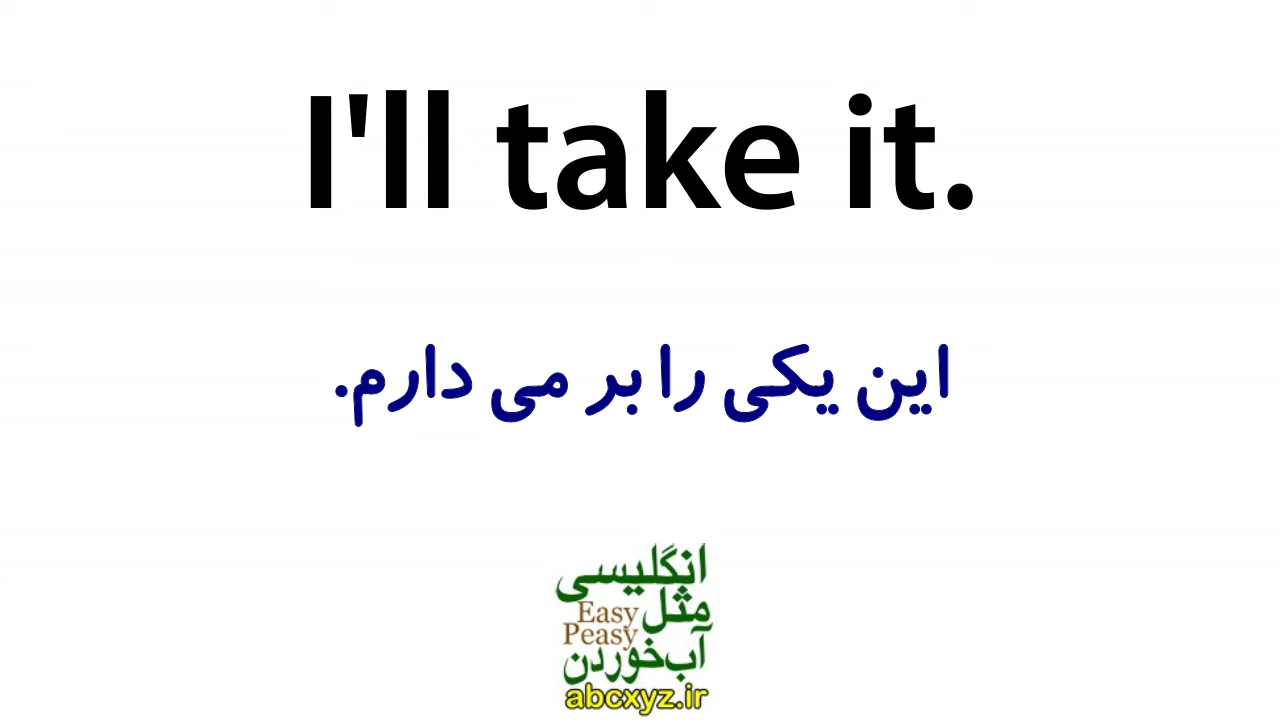 I'll take it.
این یکی را بر می دارم.
انگلیسی
مثل Easy
Peasy
آب‌خوردن
abcxyz.ir